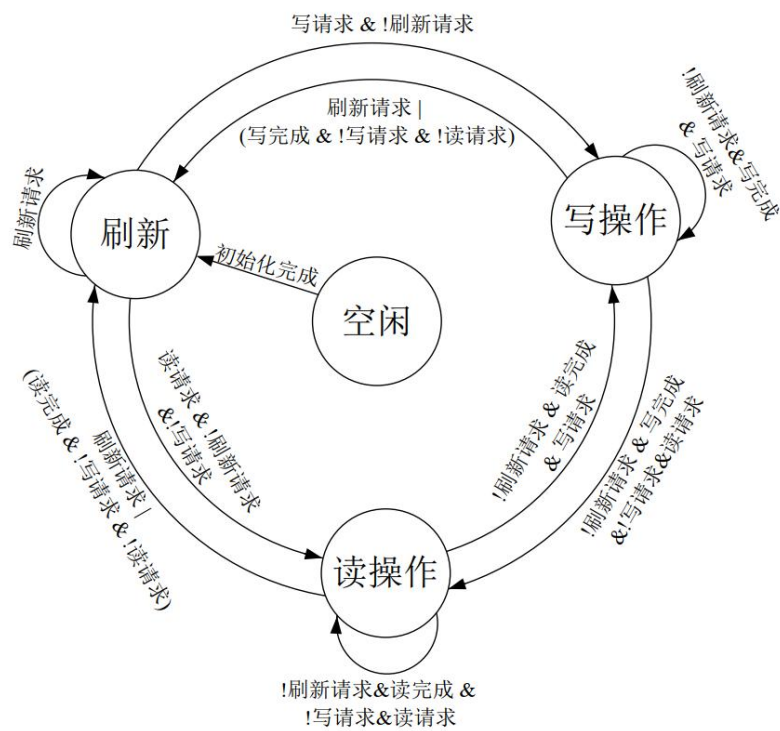 写请求 & !刷新请求
刷新请求 |
(写完成 & !写请求 & !读请求)
!刷新请求&写完成
& 写请求
刷新请求
刷新
写操作
初始化完成
空闲
读请求 & !刷新请求
&!写请求
刷新请求 |
(读完成 & !写请求 & !读请求)
!刷新请求 & 读完成
& 写请求
!刷新请求 & 写完成
&!写请求&读请求
读操作
!刷新请求&读完成 &
!写请求&读请求